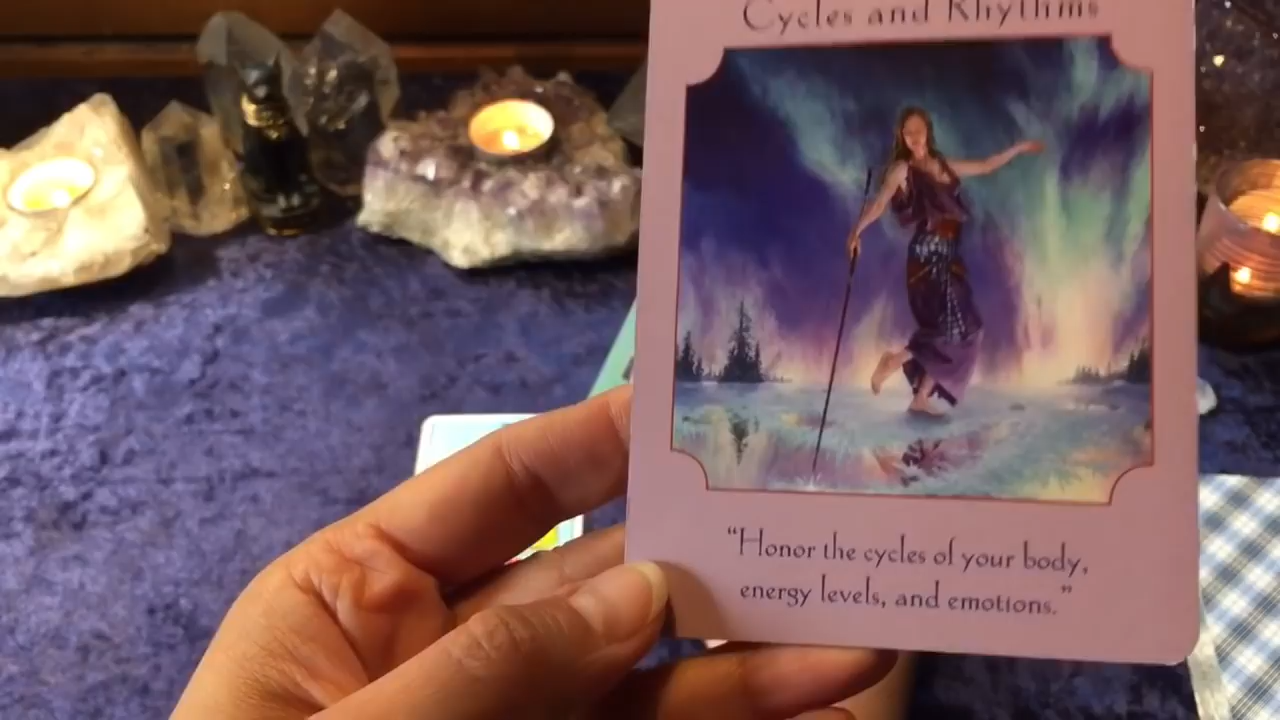 Cycles and Rhythms
“Honor the cycles of your body,
energy levels, and emotions.”